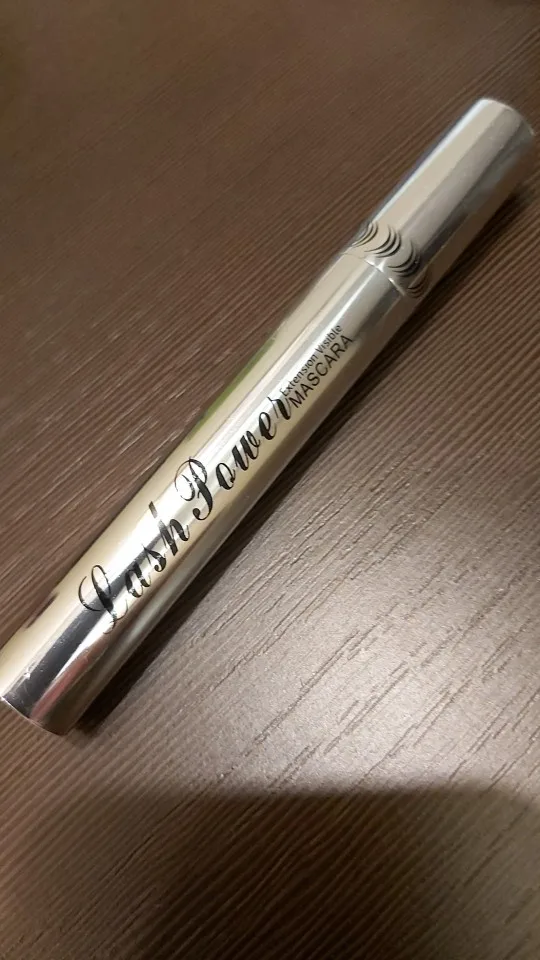 Lash Power
Extension Visible
MASCARA